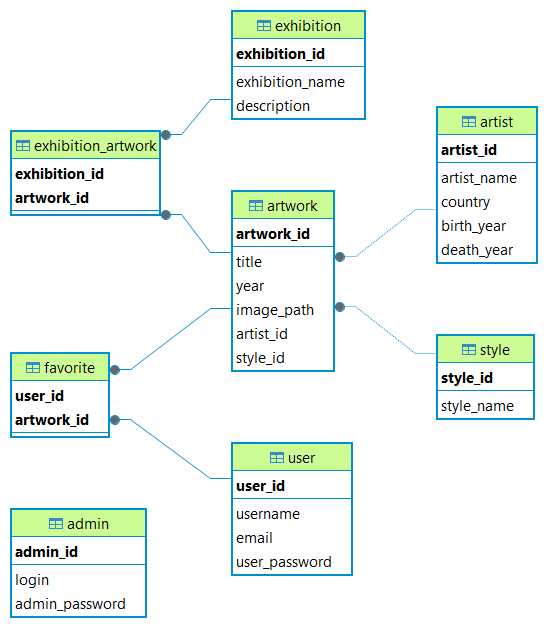 exhibition
exhibition_id
exhibition_name
description
exhibition_artwork
exhibition_id
artwork_id
artist
artist_id
artist_name
country
birth_year
death_year
artwork
artwork_id
title
year
image_path
artist_id
style_id
style
style_id
style_name
favorite
user_id
artwork_id
user
user_id
username
email
user_password
admin
admin_id
login
admin_password